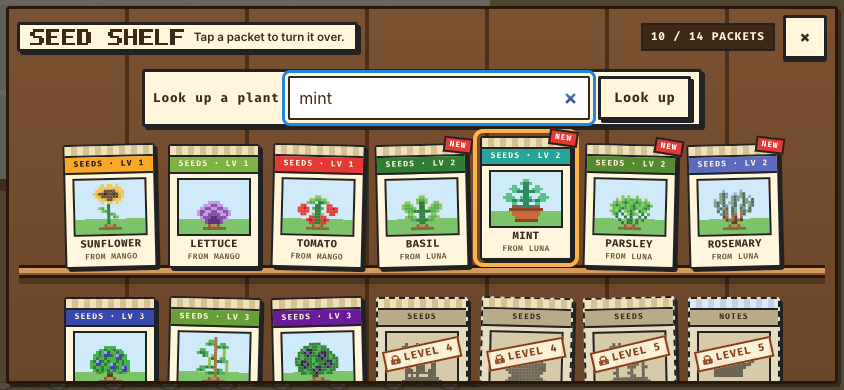 SEED SHELF Tap a packet to turn it over.
10 / 14 PACKETS
×
Look up a plant mint × Look up
NEW NEW NEW NEW
SEEDS · LV 1 SEEDS · LV 1 SEEDS · LV 1 SEEDS · LV 2 SEEDS · LV 2 SEEDS · LV 2 SEEDS · LV 2
SUNFLOWER LETTUCE TOMATO BASIL MINT PARSLEY ROSEMARY
FROM MANGO FROM MANGO FROM MANGO FROM LUNA FROM LUNA FROM LUNA FROM LUNA
SEEDS · LV 3 SEEDS · LV 3 SEEDS · LV 3 SEEDS SEEDS SEEDS NOTES
LEVEL 4 LEVEL 4 LEVEL 5 LEVEL 5